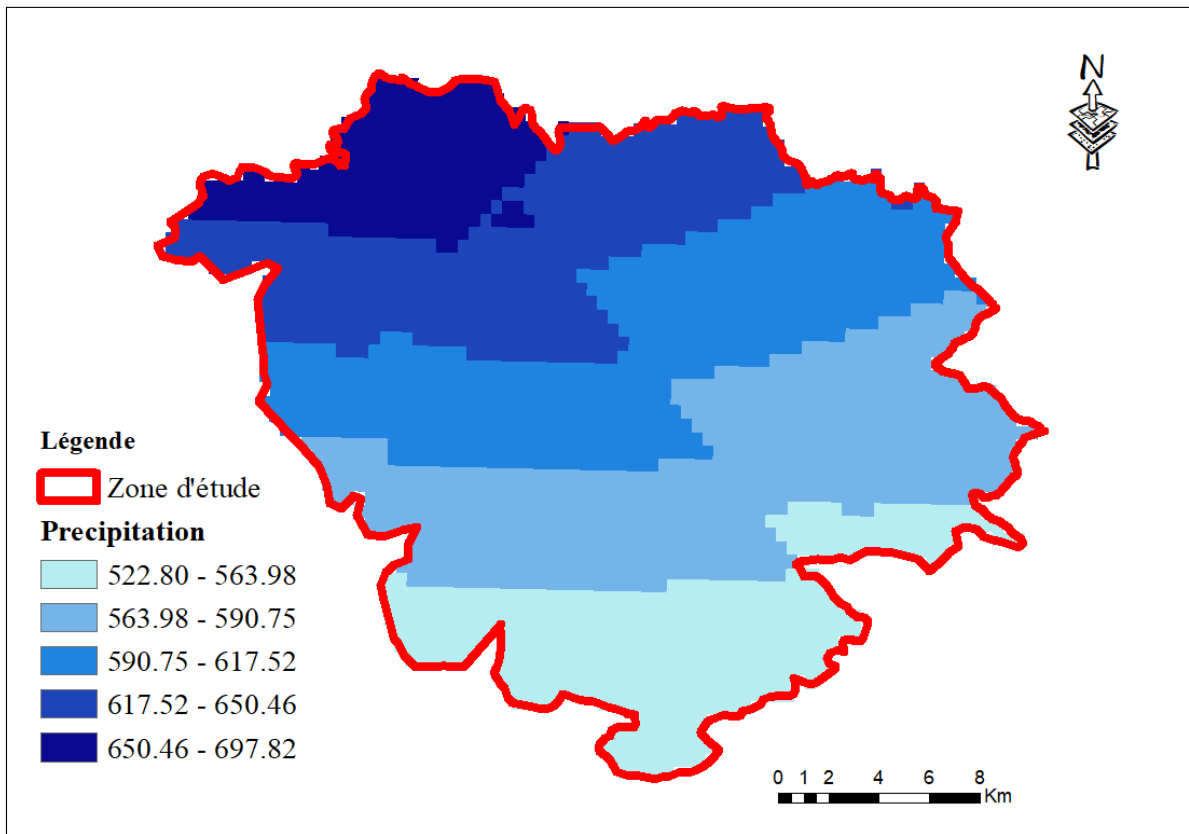 N
Légende
Zone d'étude
Precipitation
522.80 - 563.98
563.98 - 590.75
590.75 - 617.52
617.52 - 650.46
650.46 - 697.82
0 1 2 4 6 8
Km